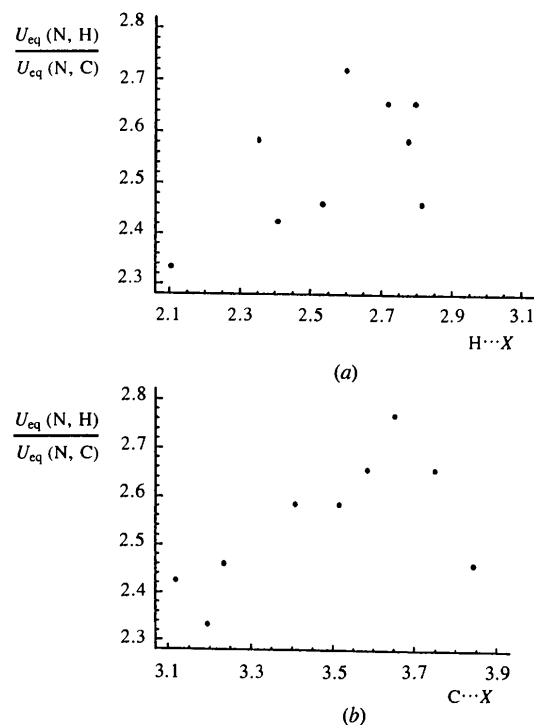 U_eq (N, H)
U_eq (N, C)
2.8
2.7
2.6
2.5
2.4
2.3
2.1 2.3 2.5 2.7 2.9 3.1
H···X
(a)
U_eq (N, H)
U_eq (N, C)
2.8
2.7
2.6
2.5
2.4
2.3
3.1 3.3 3.5 3.7 3.9
C···X
(b)